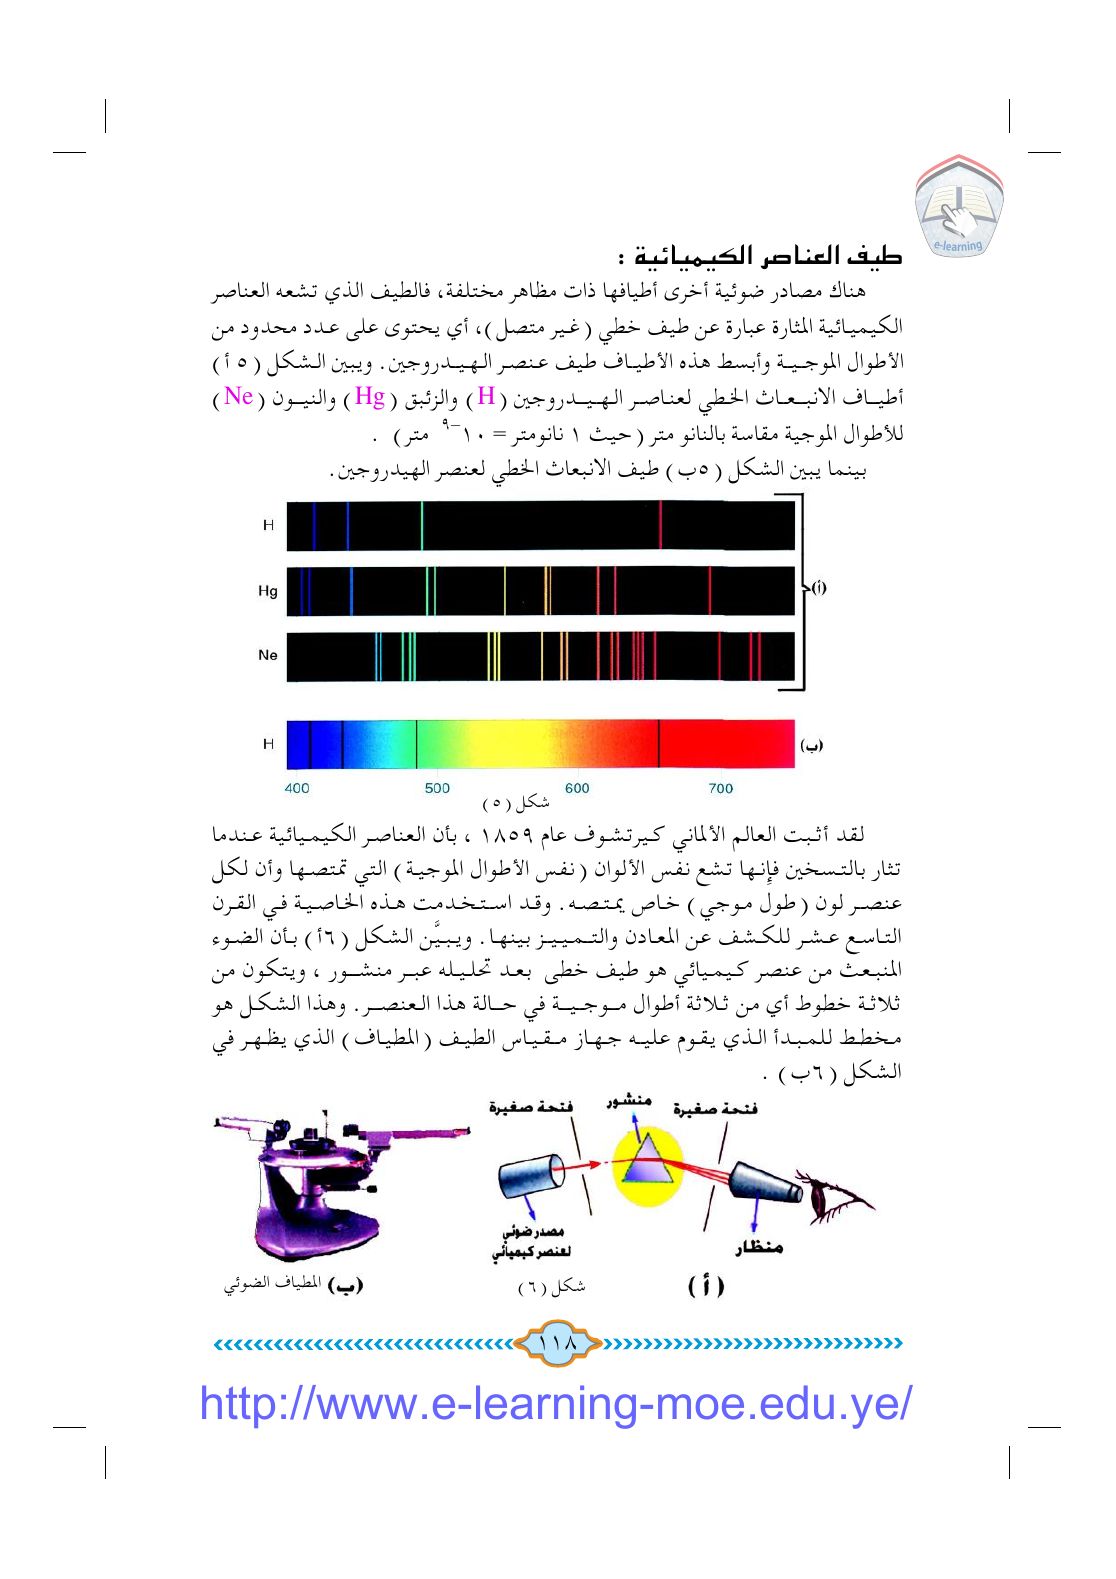 e-learning
طيف العناصر الكيميائية :
هناك مصادر ضوئية أخرى أطيافها ذات مظاهر مختلفة، فالطيف الذي تشعه العناصر
الكيميائية المثارة عبارة عن طيف خطي ( غير متصل )، أي يحتوى على عدد محدود من
الأطوال الموجية وأبسط هذه الأطياف طيف عنصر الهيدروجين. ويبين الشكل ( ٥ أ )
أطياف الانبعاث الخطي لعناصر الهيدروجين ( H ) والزئبق ( Hg ) والنيون ( Ne )
للأطوال الموجية مقاسة بالنانو متر ( حيث ١ نانومتر = ١٠−٩ متر ) .
بينما يبين الشكل ( ٥ب ) طيف الانبعاث الخطي لعنصر الهيدروجين.
H
Hg
(أ)
Ne
H
(ب)
400 500 600 700
شكل ( ٥ )
لقد أثبت العالم الألماني كيرتشوف عام ١٨٥٩ ، بأن العناصر الكيميائية عندما
تثار بالتسخين فإنها تشع نفس الألوان ( نفس الأطوال الموجية ) التي تمتصها وأن لكل
عنصر لون ( طول موجي ) خاص يمتصه. وقد استخدمت هذه الخاصية في القرن
التاسع عشر للكشف عن المعادن والتمييز بينها. ويبيَّن الشكل ( ٦أ ) بأن الضوء
المنبعث من عنصر كيميائي هو طيف خطى بعد تحليله عبر منشور ، ويتكون من
ثلاثة خطوط أي من ثلاثة أطوال موجية في حالة هذا العنصر. وهذا الشكل هو
مخطط للمبدأ الذي يقوم عليه جهاز مقياس الطيف ( المطياف ) الذي يظهر في
الشكل ( ٦ب ) .
فتحة صغيرة
منشور
فتحة صغيرة
مصدر ضوئي
لعنصر كيميائي
منظار
( أ )
شكل ( ٦ )
(ب) المطياف الضوئي
١١٨
http://www.e-learning-moe.edu.ye/